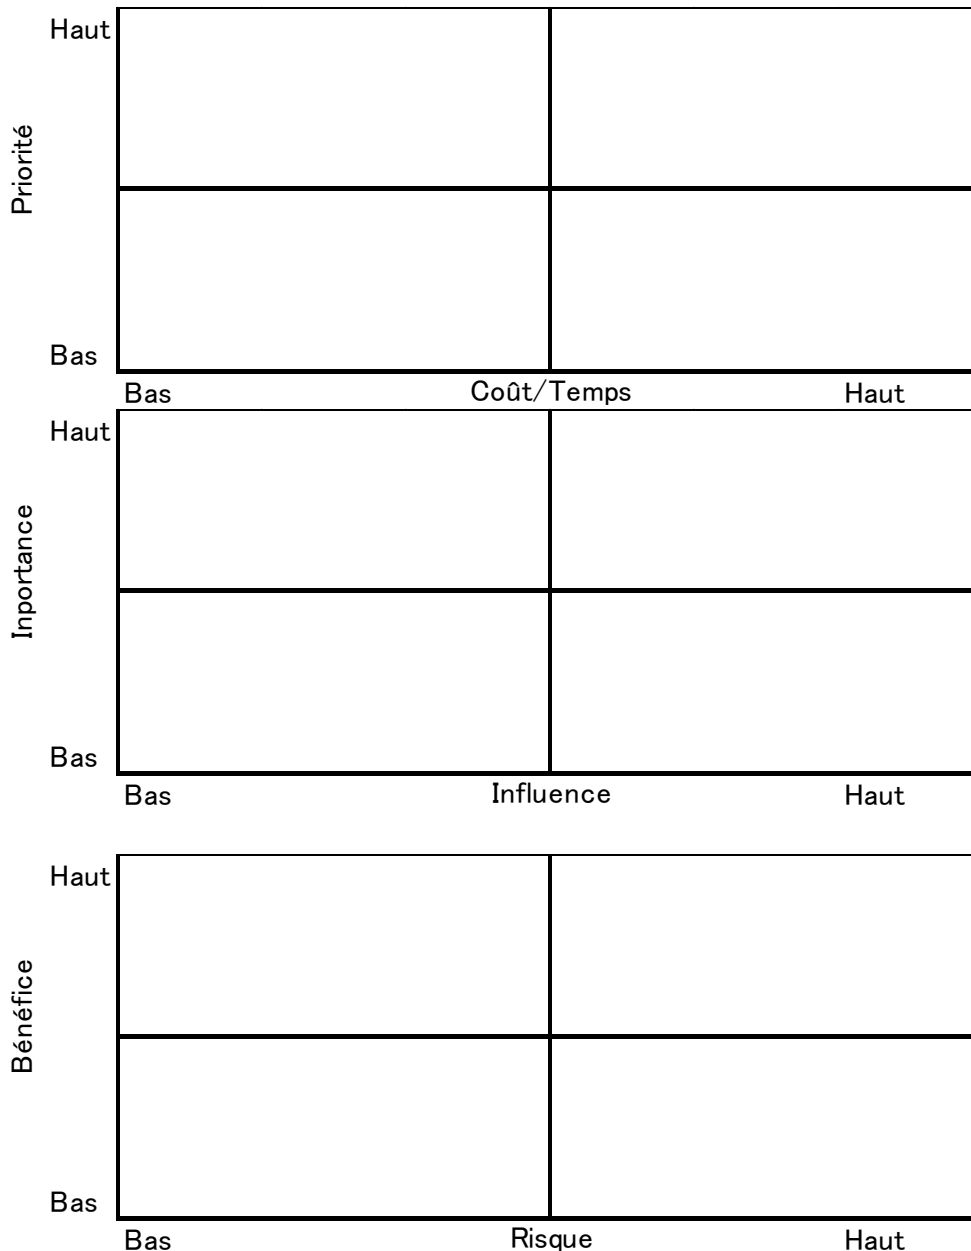 Haut
Priorité
Bas
Bas Coût/Temps Haut
Haut
Inportance
Bas
Bas Influence Haut
Haut
Bénéfice
Bas
Bas Risque Haut